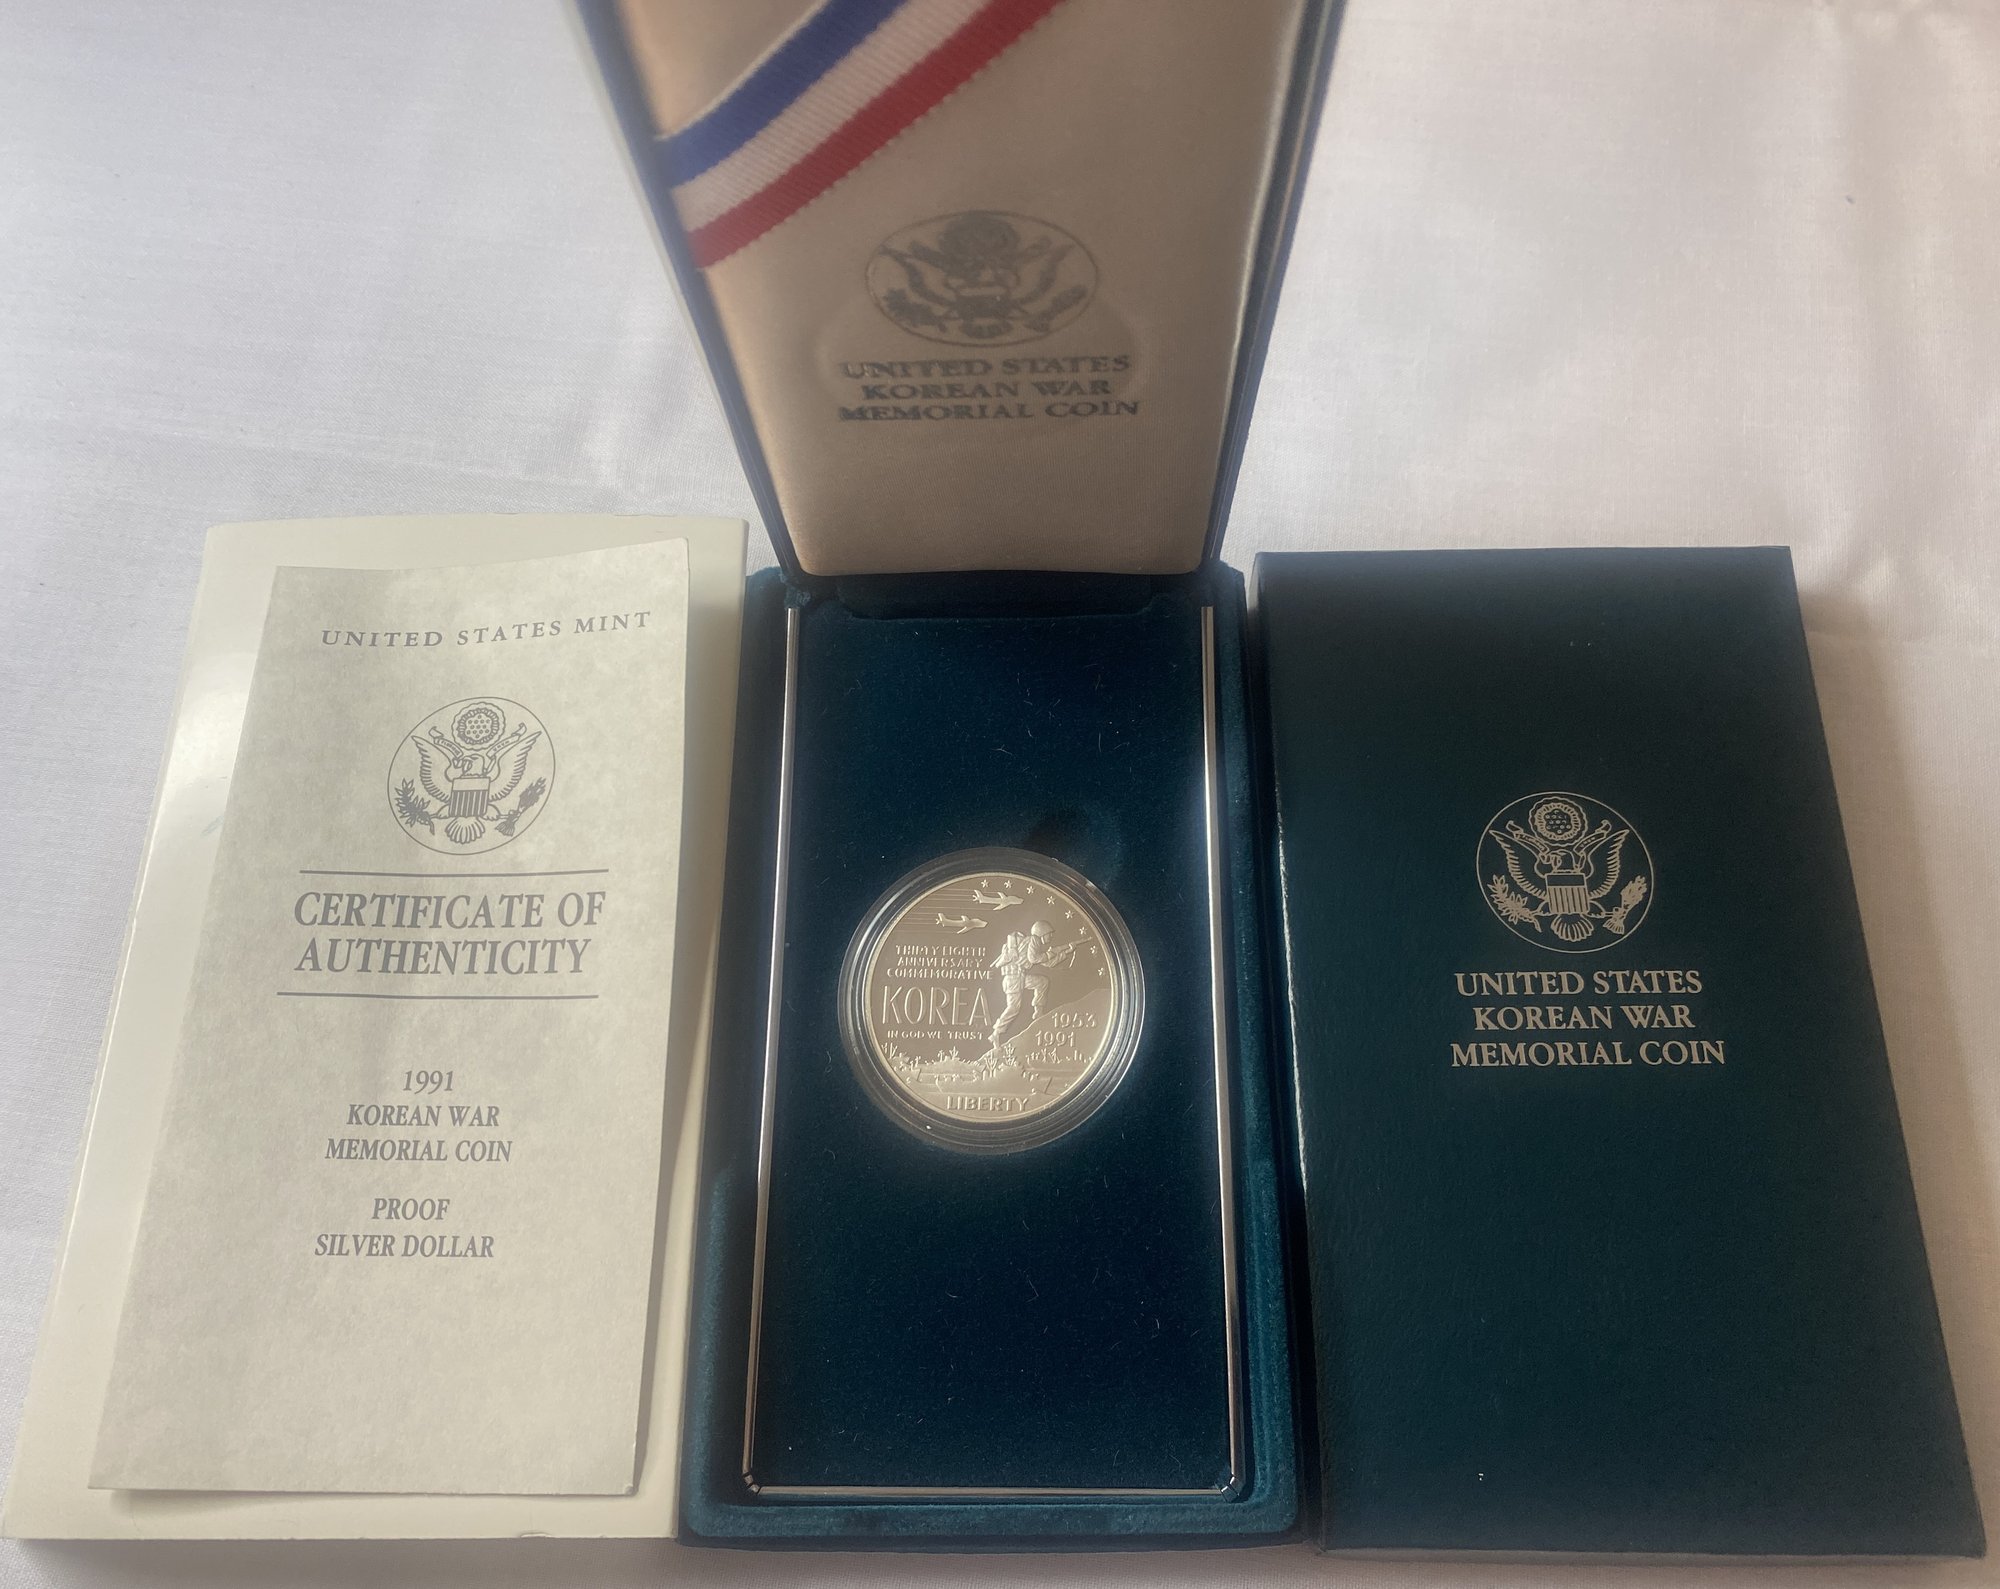 UNITED STATES
KOREAN WAR
MEMORIAL COIN
UNITED STATES MINT
CERTIFICATE OF
AUTHENTICITY
1991
KOREAN WAR
MEMORIAL COIN
PROOF
SILVER DOLLAR
THIRTY EIGHTH
ANNIVERSARY
COMMEMORATIVE
KOREA
IN GOD WE TRUST
1953
1991
LIBERTY
UNITED STATES
KOREAN WAR
MEMORIAL COIN